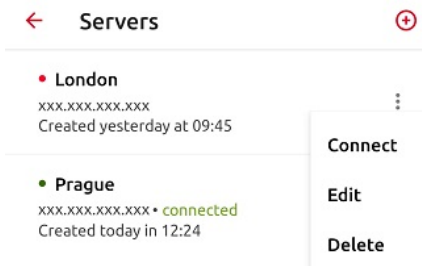 Servers
London
xxx.xxx.xxx.xxx
Created yesterday at 09:45
Connect
Prague
Edit
xxx.xxx.xxx.xxx • connected
Created today in 12:24
Delete